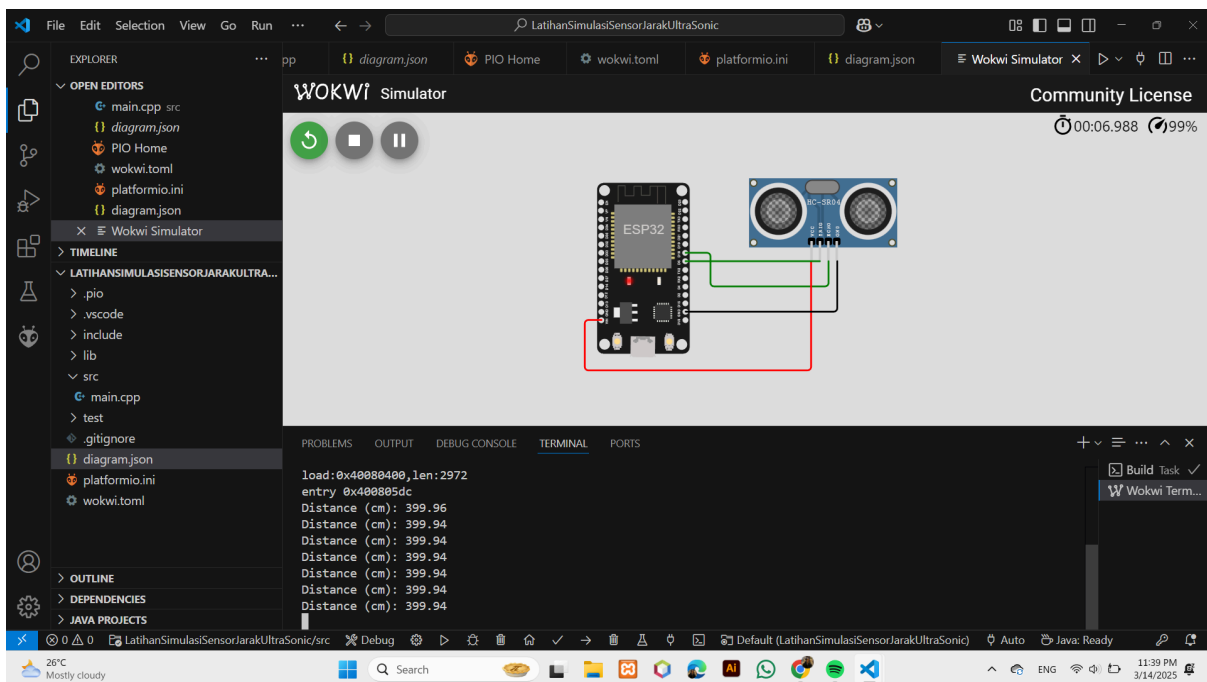 File Edit Selection View Go Run ··· LatihanSimulasiSensorJarakUltraSonic
EXPLORER ···
pp {} diagram.json PIO Home wokwi.toml platformio.ini {} diagram.json Wokwi Simulator
OPEN EDITORS
main.cpp src
{} diagram.json
PIO Home
wokwi.toml
platformio.ini
{} diagram.json
Wokwi Simulator
TIMELINE
LATIHANSIMULASISENSORJARAKULTRA...
.pio
.vscode
include
lib
src
main.cpp
test
.gitignore
{} diagram.json
platformio.ini
wokwi.toml
OUTLINE
DEPENDENCIES
JAVA PROJECTS
WOKWi Simulator
Community License
00:06.988 99%
ESP32
HC-SR04
PROBLEMS OUTPUT DEBUG CONSOLE TERMINAL PORTS
load:0x40080400,len:2972
entry 0x400805dc
Distance (cm): 399.96
Distance (cm): 399.94
Distance (cm): 399.94
Distance (cm): 399.94
Distance (cm): 399.94
Distance (cm): 399.94
Distance (cm): 399.94
Build Task
Wokwi Term...
0 0 LatihanSimulasiSensorJarakUltraSonic/src Debug Default (LatihanSimulasiSensorJarakUltraSonic) Auto Java: Ready
26°C
Mostly cloudy
Search
Ai
ENG
11:39 PM
3/14/2025